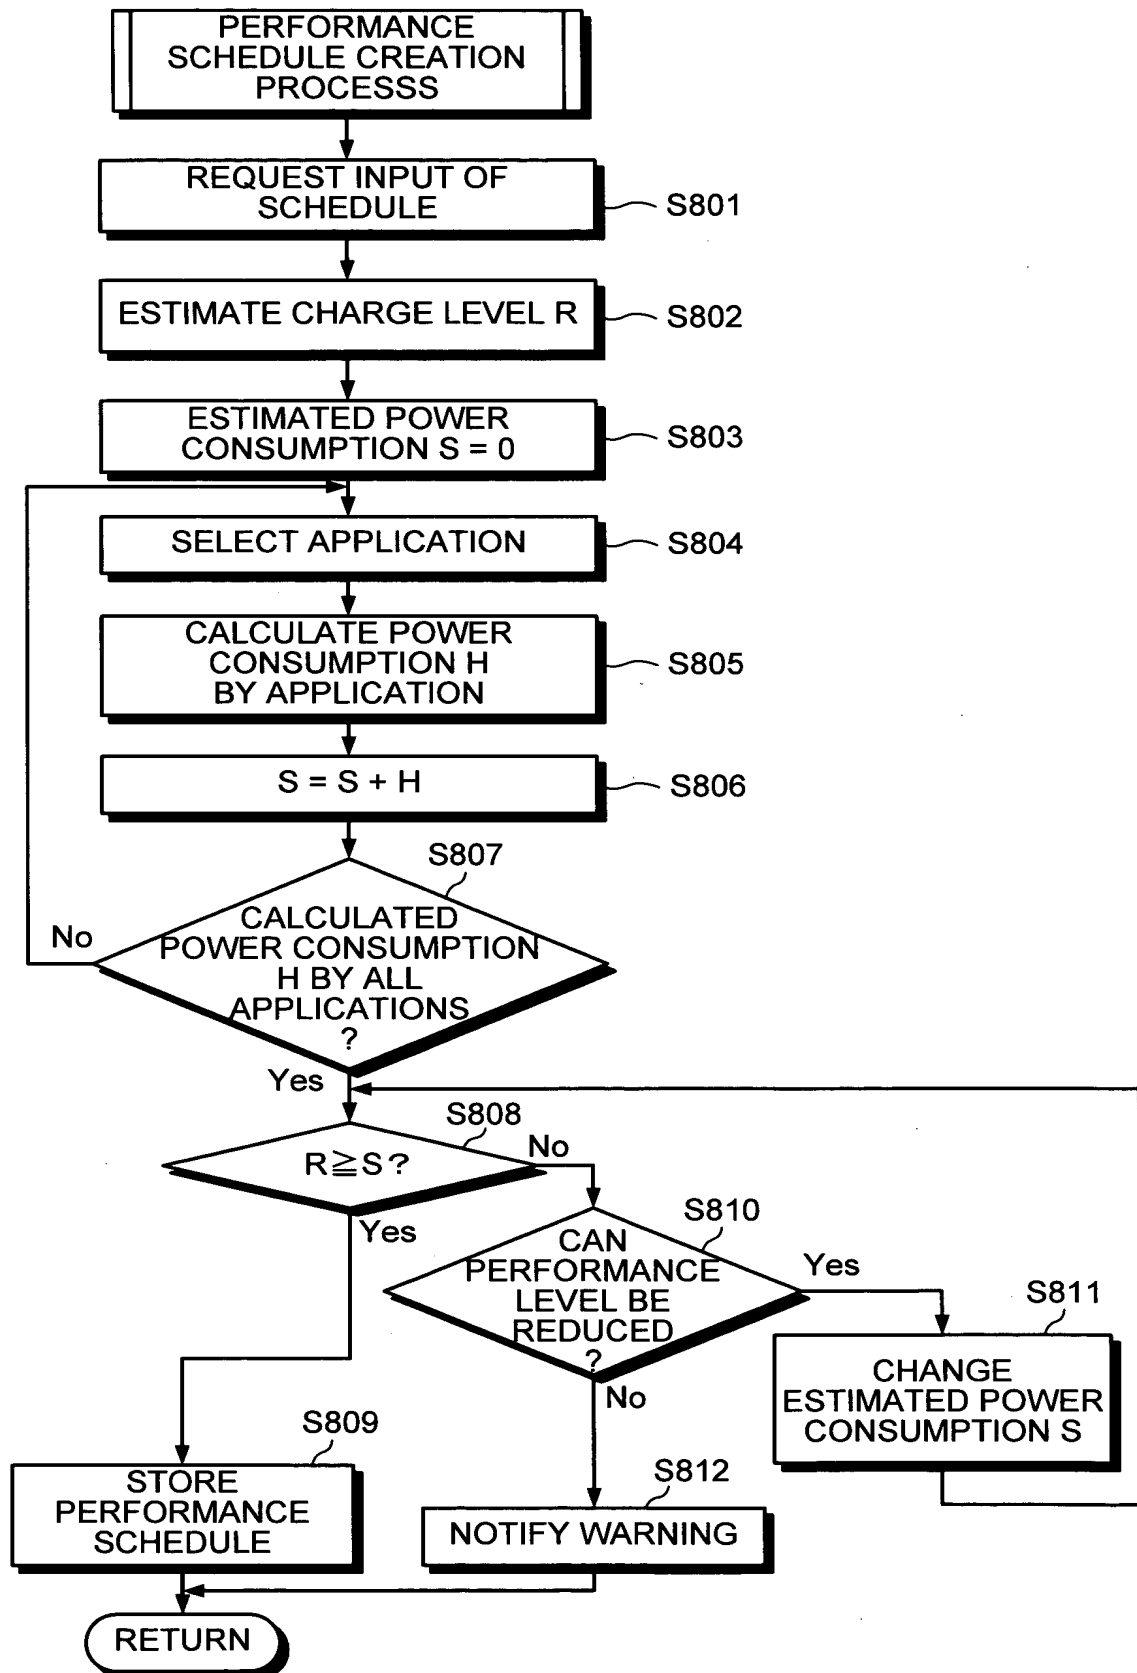 PERFORMANCE
SCHEDULE CREATION
PROCESSS
REQUEST INPUT OF
SCHEDULE
S801
ESTIMATE CHARGE LEVEL R
S802
ESTIMATED POWER
CONSUMPTION S = 0
S803
SELECT APPLICATION
S804
CALCULATE POWER
CONSUMPTION H
BY APPLICATION
S805
S = S + H
S806
S807
CALCULATED
POWER CONSUMPTION
H BY ALL
APPLICATIONS
?
No
Yes
S808
R≧S?
No
Yes
S810
CAN
PERFORMANCE
LEVEL BE
REDUCED
?
Yes
No
S811
CHANGE
ESTIMATED POWER
CONSUMPTION S
S809
STORE
PERFORMANCE
SCHEDULE
S812
NOTIFY WARNING
RETURN